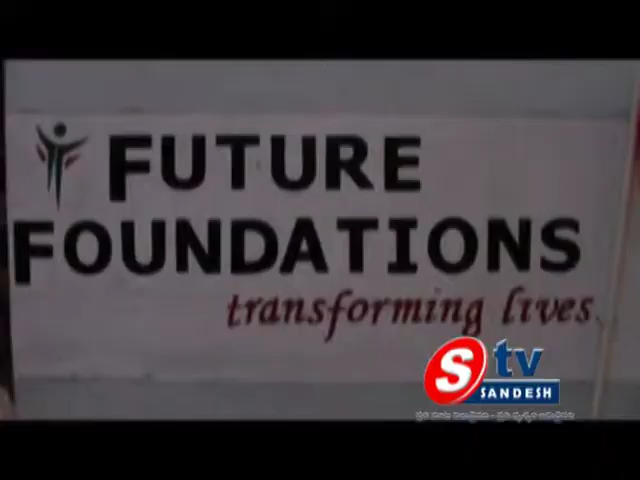 FUTURE
FOUNDATIONS
transforming lives
S tv
SANDESH